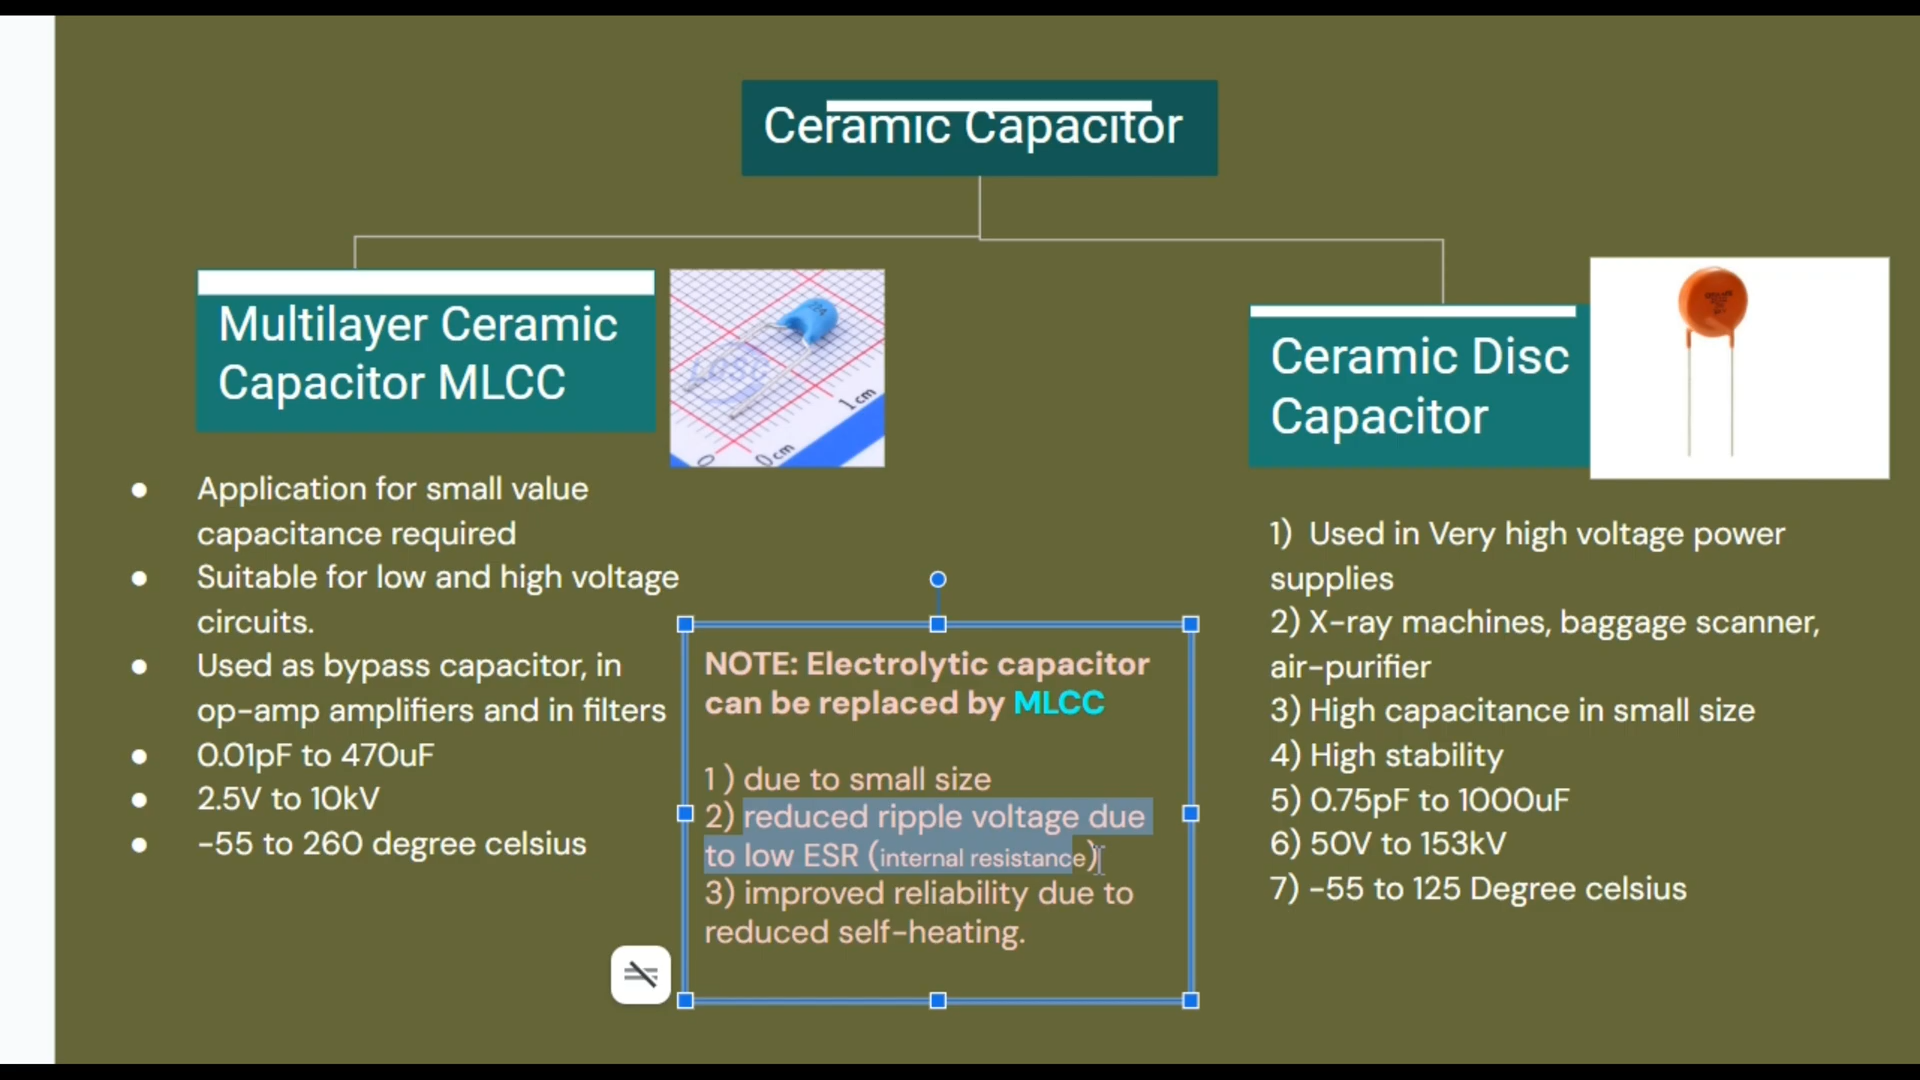 Ceramic Capacitor
Multilayer Ceramic
Capacitor MLCC
1cm
0cm
0
Ceramic Disc
Capacitor
● Application for small value
capacitance required
● Suitable for low and high voltage
circuits.
● Used as bypass capacitor, in
op-amp amplifiers and in filters
● 0.01pF to 470uF
● 2.5V to 10kV
● -55 to 260 degree celsius
NOTE: Electrolytic capacitor
can be replaced by MLCC
1 ) due to small size
2) reduced ripple voltage due
to low ESR (internal resistance)
3) improved reliability due to
reduced self-heating.
1) Used in Very high voltage power
supplies
2) X-ray machines, baggage scanner,
air-purifier
3) High capacitance in small size
4) High stability
5) 0.75pF to 1000uF
6) 50V to 153kV
7) -55 to 125 Degree celsius